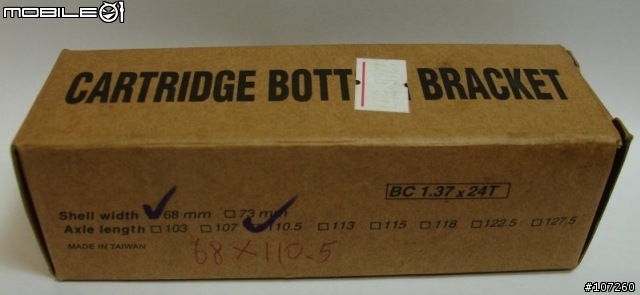 MOBILE01
CARTRIDGE BOTT BRACKET
BC 1.37 x 24T
Shell width 68 mm 73 mm
Axle length 103 107 110.5 113 115 118 122.5 127.5
MADE IN TAIWAN
68 x 110.5
#107260